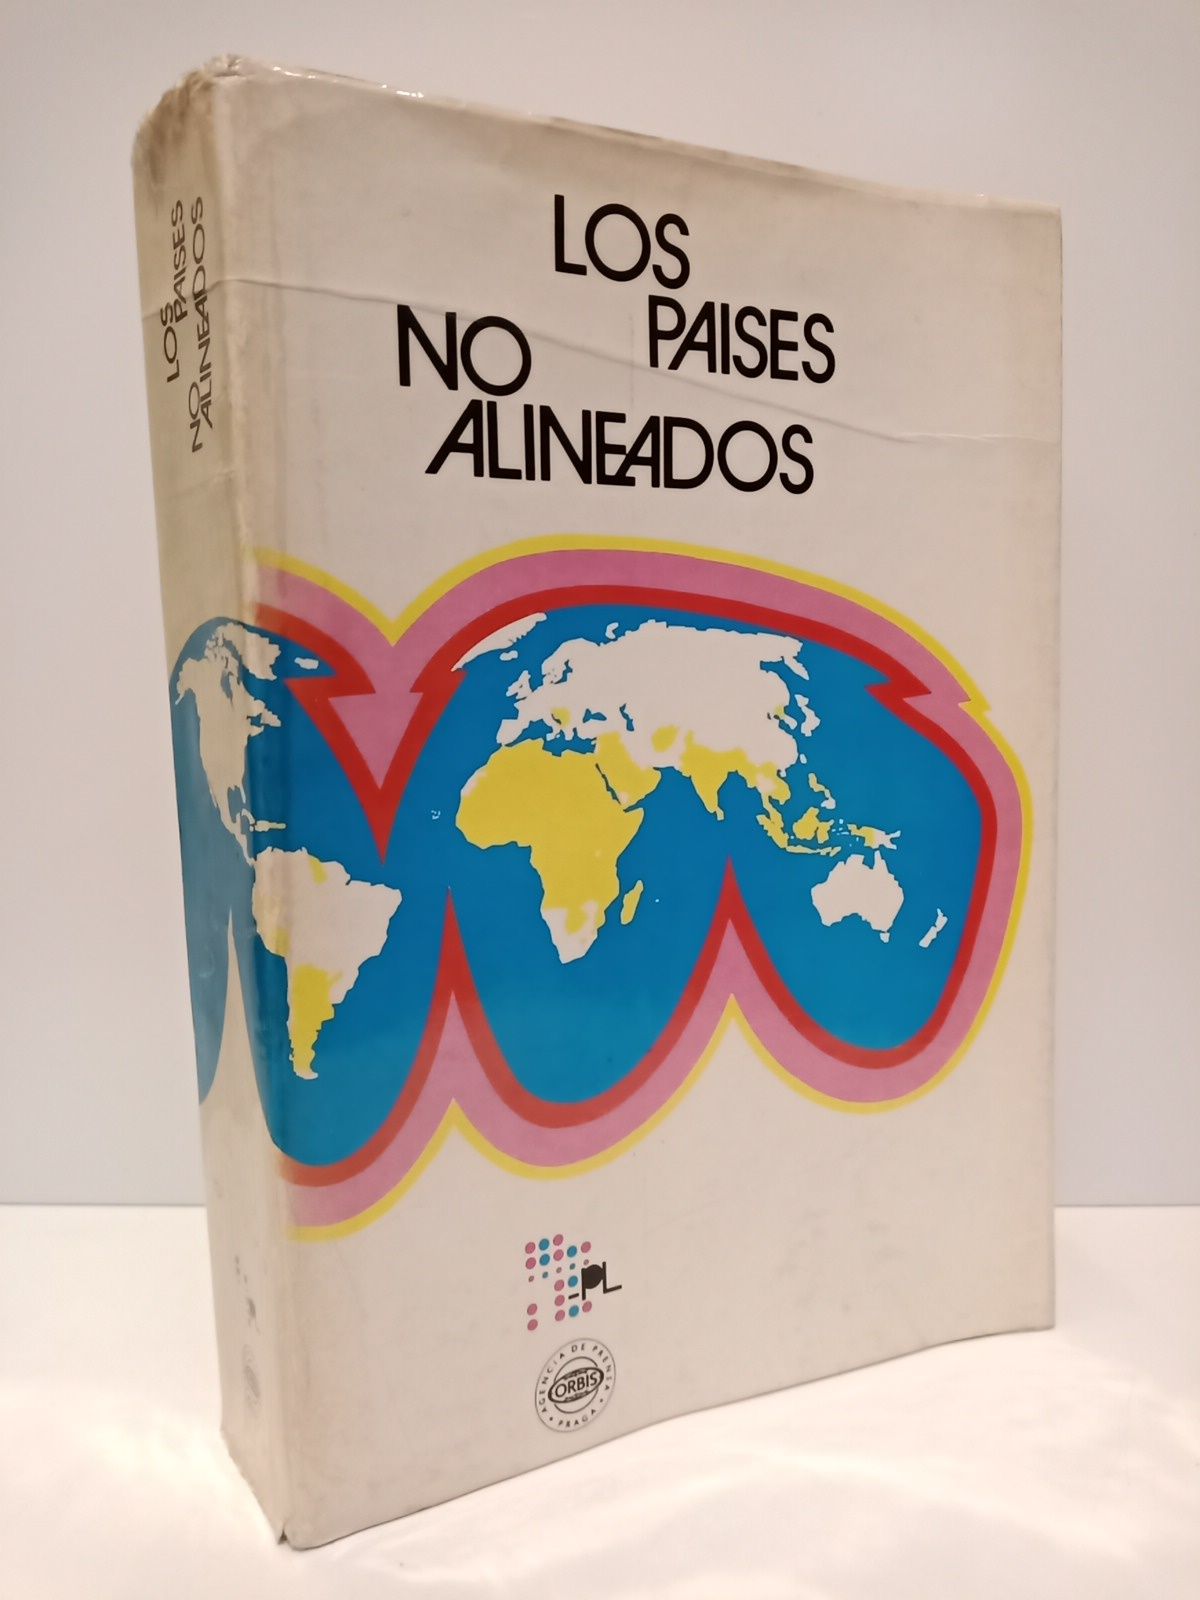 LOS
PAISES
NO
ALINEADOS
LOS
PAISES
NO
ALINEADOS
-PL
AGENCIA DE PRENSA
ORBIS
• PRAGA •